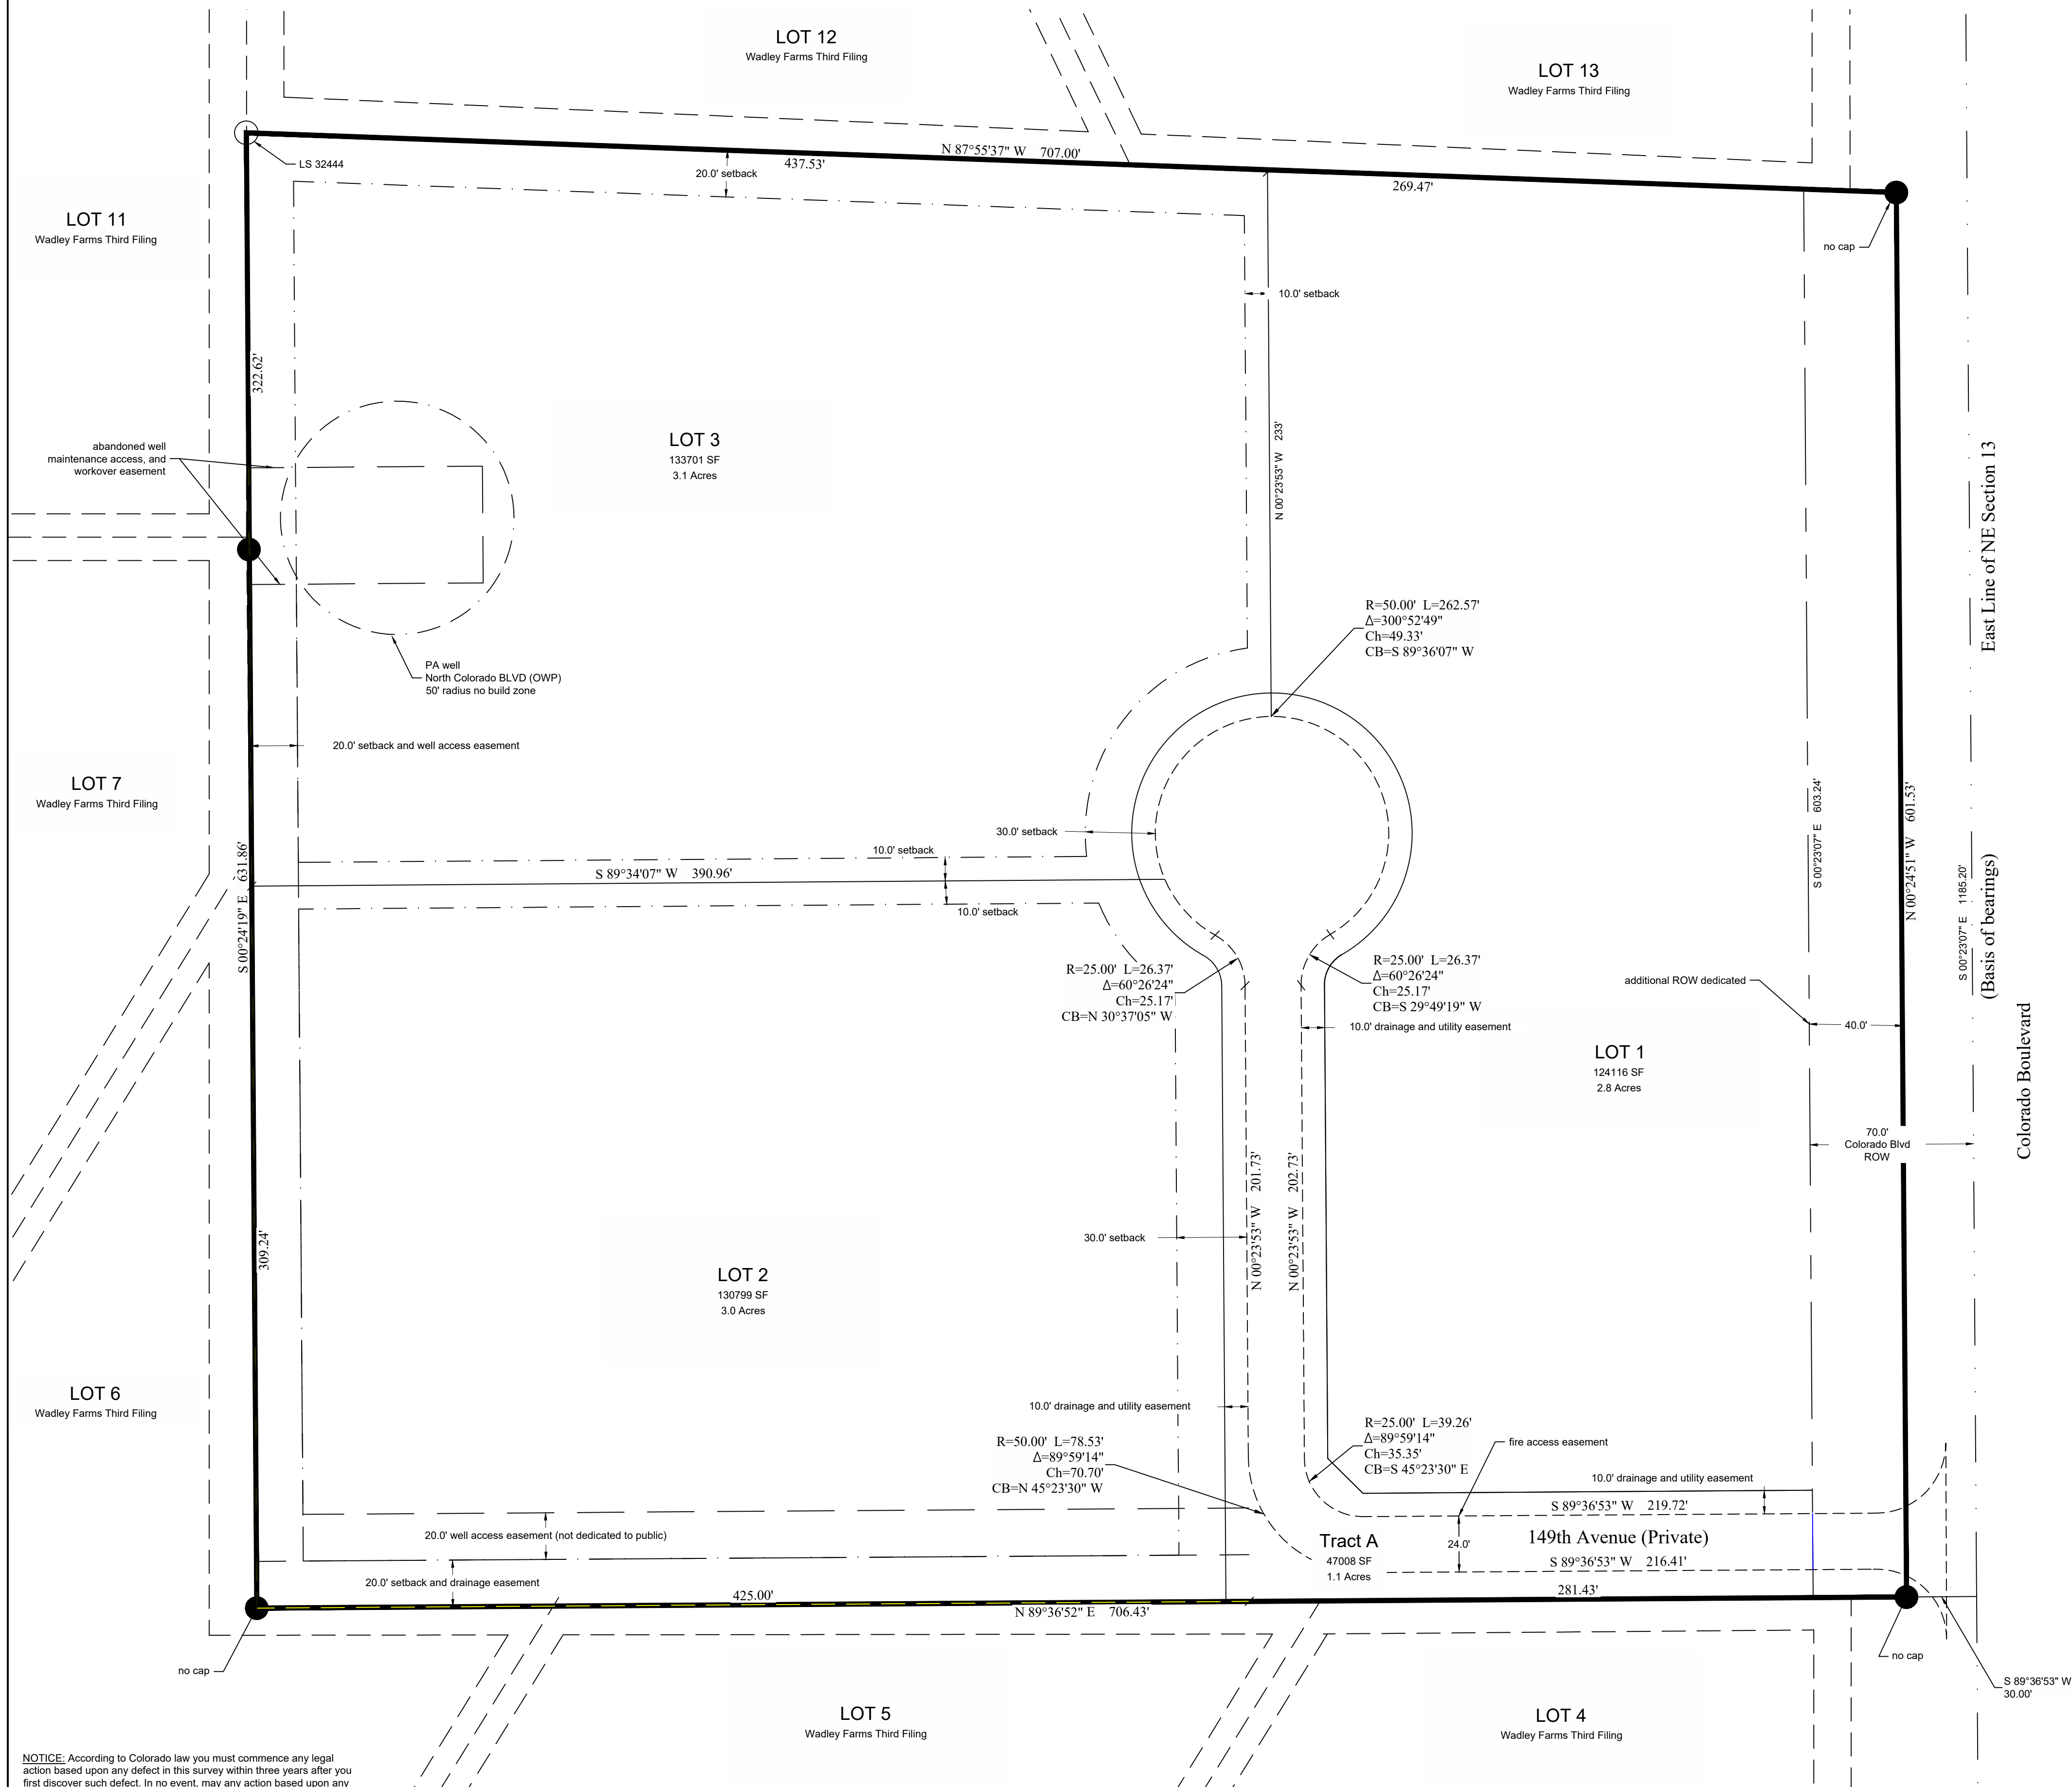 LOT 12
Wadley Farms Third Filing
LOT 13
Wadley Farms Third Filing
LS 32444
N 87°55'37" W 707.00'
437.53'
20.0' setback
269.47'
no cap
LOT 11
Wadley Farms Third Filing
10.0' setback
322.62'
LOT 3
133701 SF
3.1 Acres
N 00°23'53" W 233'
abandoned well
maintenance access, and
workover easement
East Line of NE Section 13
R=50.00' L=262.57'
Δ=300°52'49"
Ch=49.33'
CB=S 89°36'07" W
PA well
North Colorado BLVD (OWP)
50' radius no build zone
20.0' setback and well access easement
LOT 7
Wadley Farms Third Filing
S 00°23'07" E 603.24'
N 00°24'51" W 601.53'
30.0' setback
10.0' setback
S 89°34'07" W 390.96'
10.0' setback
S 00°24'19" E 631.86'
S 00°23'07" E 1185.20'
(Basis of bearings)
R=25.00' L=26.37'
Δ=60°26'24"
Ch=25.17'
CB=N 30°37'05" W
R=25.00' L=26.37'
Δ=60°26'24"
Ch=25.17'
CB=S 29°49'19" W
10.0' drainage and utility easement
additional ROW dedicated
40.0'
Colorado Boulevard
LOT 1
124116 SF
2.8 Acres
70.0'
Colorado Blvd
ROW
N 00°23'53" W 201.73'
N 00°23'53" W 202.73'
30.0' setback
309.24'
LOT 2
130799 SF
3.0 Acres
LOT 6
Wadley Farms Third Filing
10.0' drainage and utility easement
R=50.00' L=78.53'
Δ=89°59'14"
Ch=70.70'
CB=N 45°23'30" W
R=25.00' L=39.26'
Δ=89°59'14"
Ch=35.35'
CB=S 45°23'30" E
fire access easement
10.0' drainage and utility easement
S 89°36'53" W 219.72'
20.0' well access easement (not dedicated to public)
Tract A
47008 SF
1.1 Acres
24.0'
149th Avenue (Private)
S 89°36'53" W 216.41'
20.0' setback and drainage easement
425.00'
281.43'
N 89°36'52" E 706.43'
no cap
no cap
S 89°36'53" W
30.00'
LOT 5
Wadley Farms Third Filing
LOT 4
Wadley Farms Third Filing
NOTICE: According to Colorado law you must commence any legal
action based upon any defect in this survey within three years after you
first discover such defect. In no event, may any action based upon any